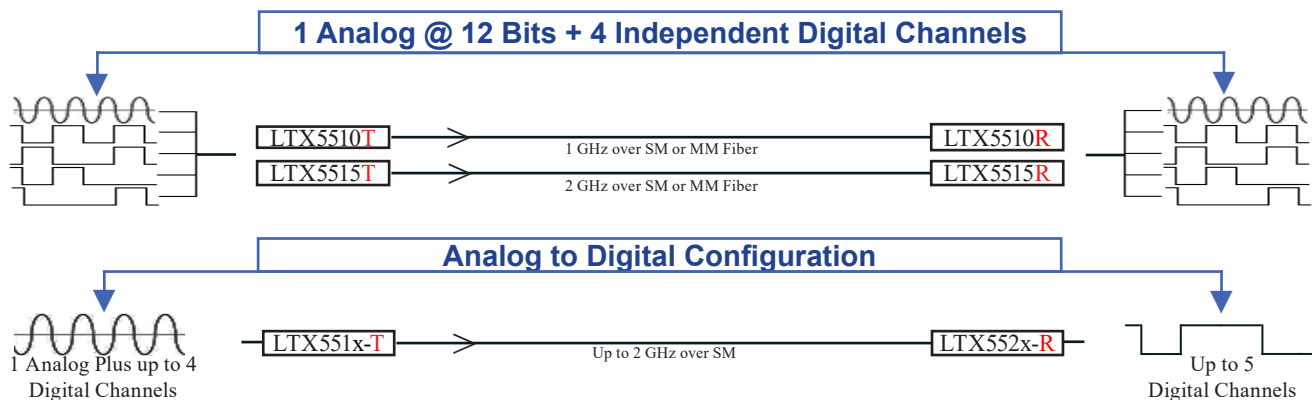 1 Analog @ 12 Bits + 4 Independent Digital Channels
LTX5510T
1 GHz over SM or MM Fiber
LTX5510R
LTX5515T
2 GHz over SM or MM Fiber
LTX5515R
Analog to Digital Configuration
LTX551x-T
Up to 2 GHz over SM
LTX552x-R
1 Analog Plus up to 4
Digital Channels
Up to 5
Digital Channels